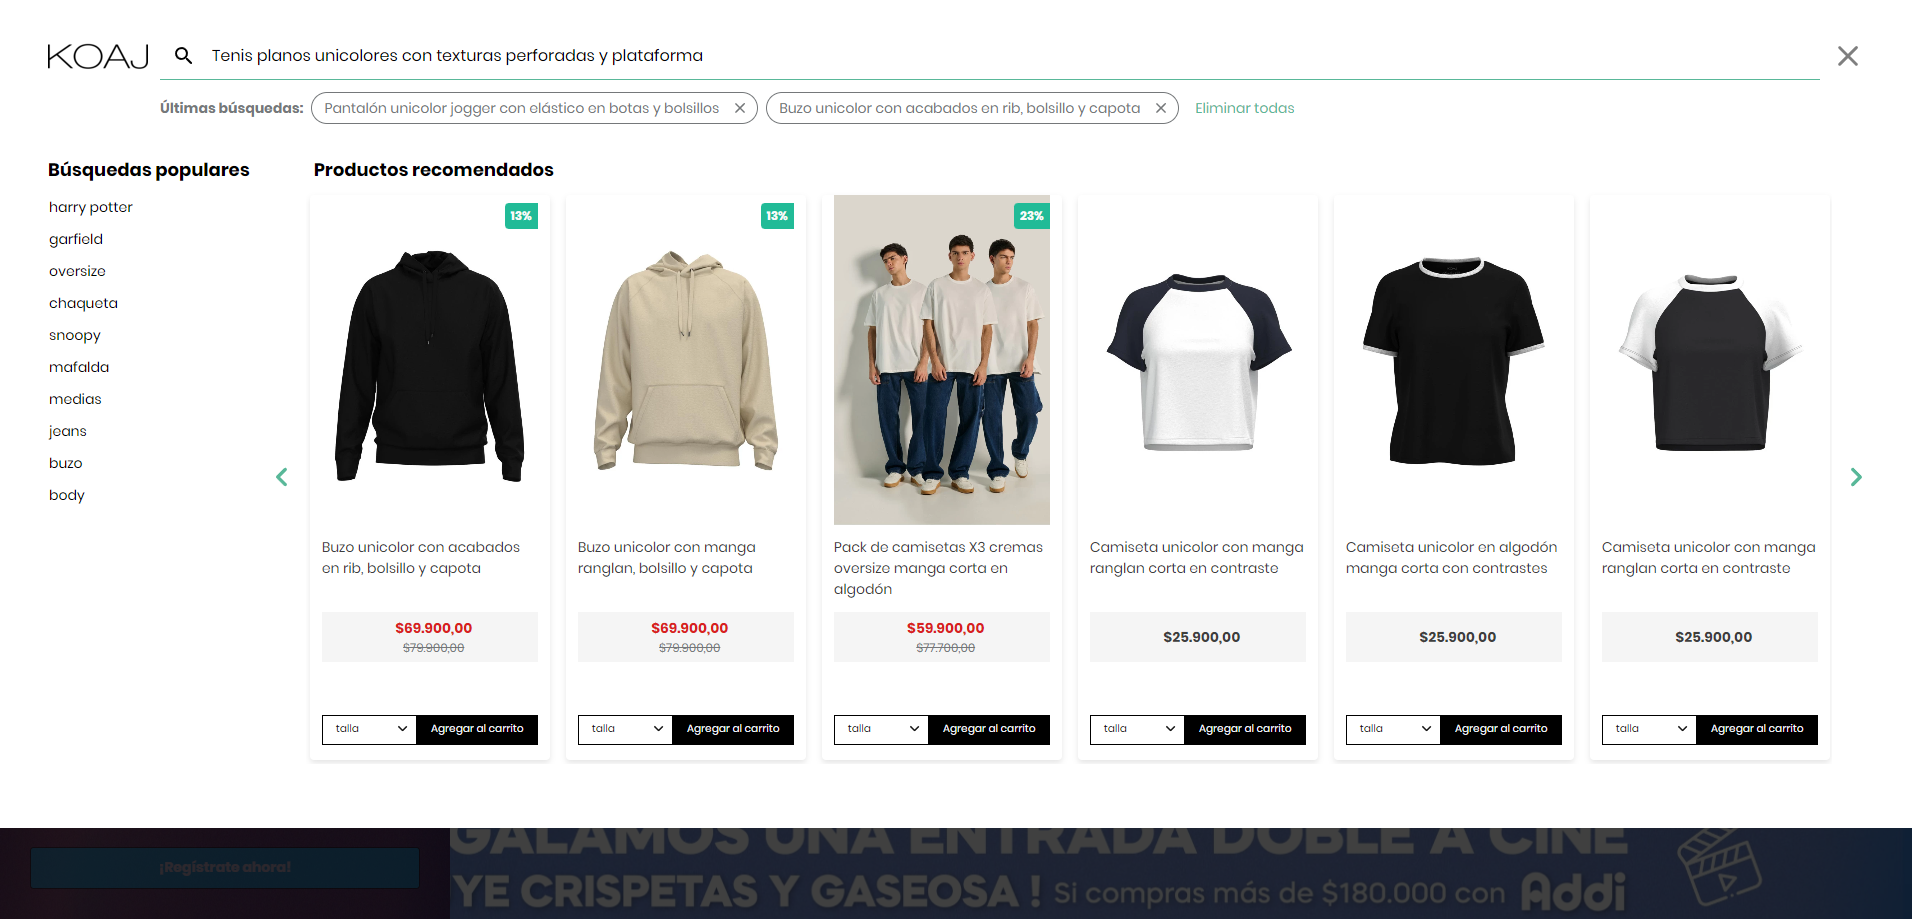 KOAJ
Tenis planos unicolores con texturas perforadas y plataforma
Últimas búsquedas:
Pantalón unicolor jogger con elástico en botas y bolsillos
Buzo unicolor con acabados en rib, bolsillo y capota
Eliminar todas
Búsquedas populares
harry potter
garfield
oversize
chaqueta
snoopy
mafalda
medias
jeans
buzo
body
Productos recomendados
13%
Buzo unicolor con acabados
en rib, bolsillo y capota
$69.900,00
$79.900,00
talla
Agregar al carrito
13%
Buzo unicolor con manga
ranglan, bolsillo y capota
$69.900,00
$79.900,00
talla
Agregar al carrito
23%
Pack de camisetas X3 cremas
oversize manga corta en
algodón
$59.900,00
$77.700,00
talla
Agregar al carrito
Camiseta unicolor con manga
ranglan corta en contraste
$25.900,00
talla
Agregar al carrito
Camiseta unicolor en algodón
manga corta con contrastes
$25.900,00
talla
Agregar al carrito
Camiseta unicolor con manga
ranglan corta en contraste
$25.900,00
talla
Agregar al carrito
¡Regístrate ahora!
GALAMOS UNA ENTRADA DOBLE A CINE
YE CRISPETAS Y GASEOSA ! Si compras más de $180.000 con Addi